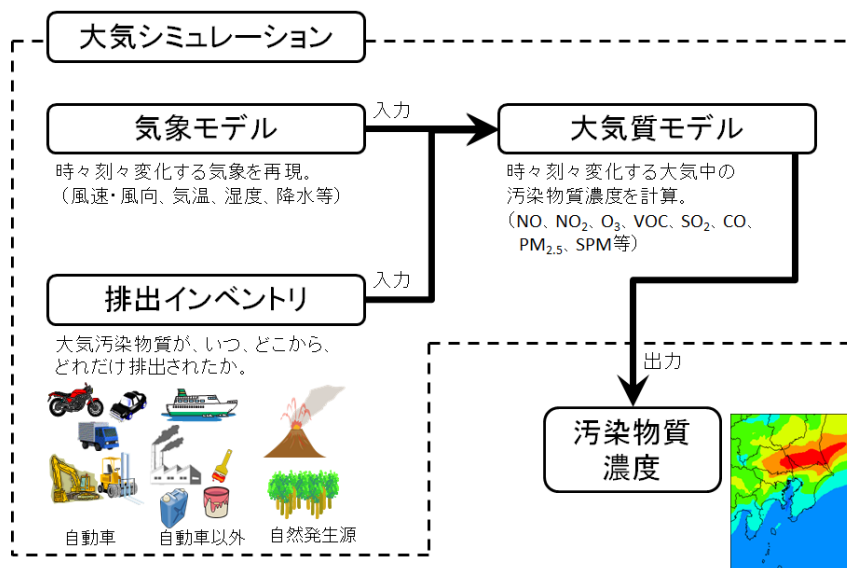 大気シミュレーション
気象モデル
入力
大気質モデル
時々刻々変化する気象を再現。
(風速・風向、気温、湿度、降水等)
時々刻々変化する大気中の
汚染物質濃度を計算。
(NO、NO₂、O₃、VOC、SO₂、CO、
PM₂.₅、SPM等)
排出インベントリ
入力
大気汚染物質が、いつ、どこから、
どれだけ排出されたか。
出力
汚染物質
濃度
自動車
自動車以外
自然発生源